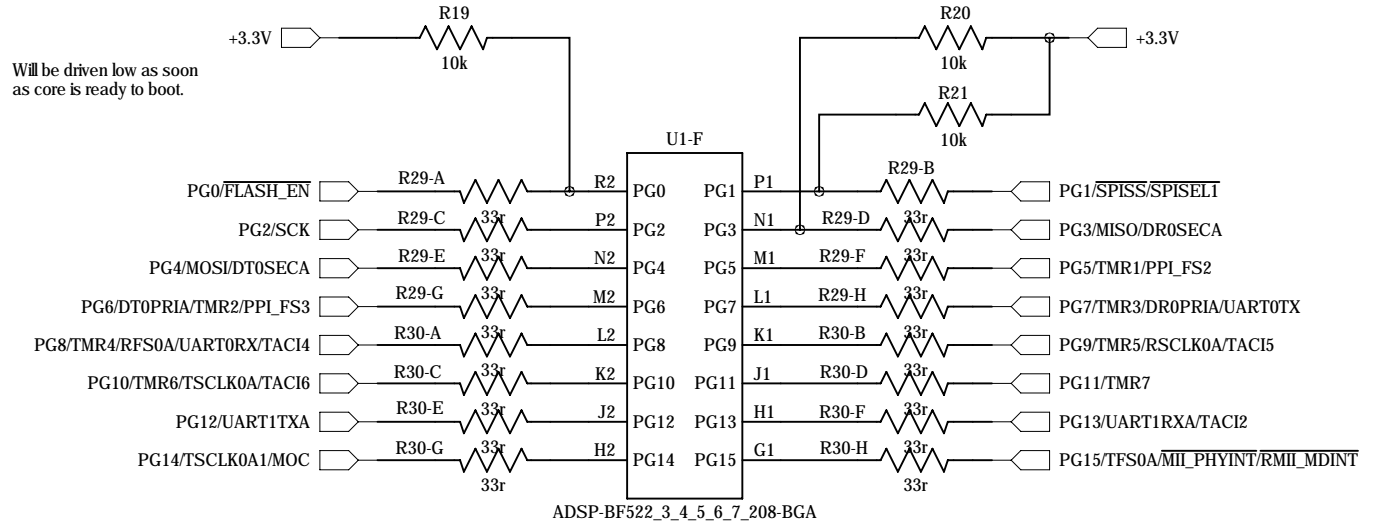 R19
R20
+3.3V
+3.3V
10k
10k
Will be driven low as soon
as core is ready to boot.
R21
10k
U1-F
PG0/FLASH_EN
R29-A
33r
R2
PG0
PG1
P1
R29-B
33r
PG1/SPISS/SPISEL1
PG2/SCK
R29-C
33r
P2
PG2
PG3
N1
R29-D
33r
PG3/MISO/DR0SECA
PG4/MOSI/DT0SECA
R29-E
33r
N2
PG4
PG5
M1
R29-F
33r
PG5/TMR1/PPI_FS2
PG6/DT0PRIA/TMR2/PPI_FS3
R29-G
33r
M2
PG6
PG7
L1
R29-H
33r
PG7/TMR3/DR0PRIA/UART0TX
PG8/TMR4/RFS0A/UART0RX/TACI4
R30-A
33r
L2
PG8
PG9
K1
R30-B
33r
PG9/TMR5/RSCLK0A/TACI5
PG10/TMR6/TSCLK0A/TACI6
R30-C
33r
K2
PG10
PG11
J1
R30-D
33r
PG11/TMR7
PG12/UART1TXA
R30-E
33r
J2
PG12
PG13
H1
R30-F
33r
PG13/UART1RXA/TACI2
PG14/TSCLK0A1/MOC
R30-G
33r
H2
PG14
PG15
G1
R30-H
33r
PG15/TFS0A/MII_PHYINT/RMII_MDINT
ADSP-BF522_3_4_5_6_7_208-BGA